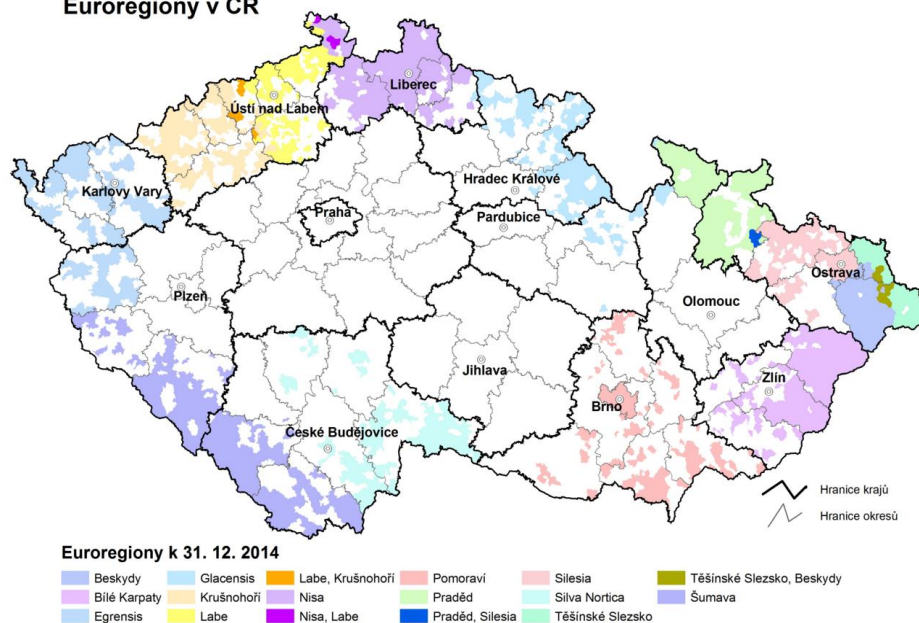 Euroregiony v ČR
Liberec
Ústí nad Labem
Karlovy Vary
Hradec Králové
Praha
Pardubice
Plzeň
Ostrava
Olomouc
Jihlava
Zlín
Brno
České Budějovice
Hranice krajů
Hranice okresů
Euroregiony k 31. 12. 2014
Beskydy
Bílé Karpaty
Egrensis
Glacensis
Krušnohoří
Labe
Labe, Krušnohoří
Nisa
Nisa, Labe
Pomoraví
Praděd
Praděd, Silesia
Silesia
Silva Nortica
Těšínské Slezsko
Těšínské Slezsko, Beskydy
Šumava